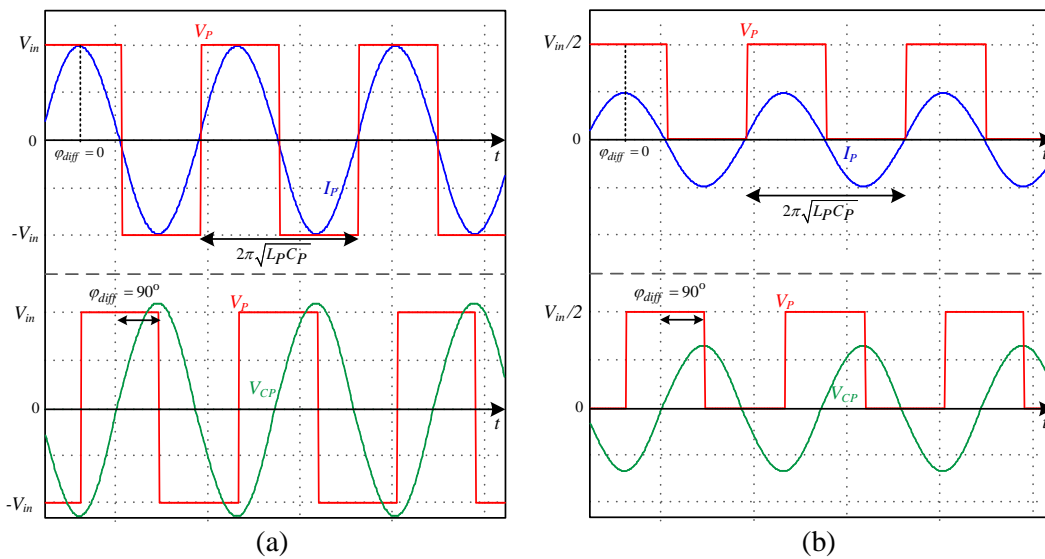 V_in
V_P
0
φ_diff = 0
I_P
t
-V_in
2π√L_P C_P
φ_diff = 90°
V_in
V_P
V_CP
0
t
-V_in
(a)
V_in/2
V_P
0
φ_diff = 0
I_P
t
2π√L_P C_P
φ_diff = 90°
V_in/2
V_P
V_CP
0
t
(b)